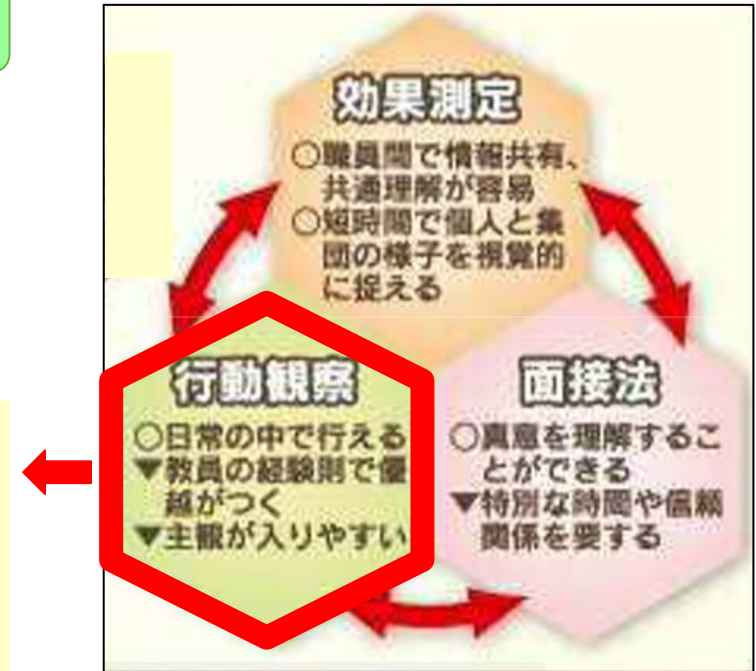 効果測定
○職員間で情報共有、
共通理解が容易
○短時間で個人と集
団の様子を視覚的
に捉える
行動観察
○日常の中で行える
▼教員の経験則で優
越がつく
▼主観が入りやすい
面接法
○真意を理解するこ
とができる
▼特別な時間や信頼
関係を要する